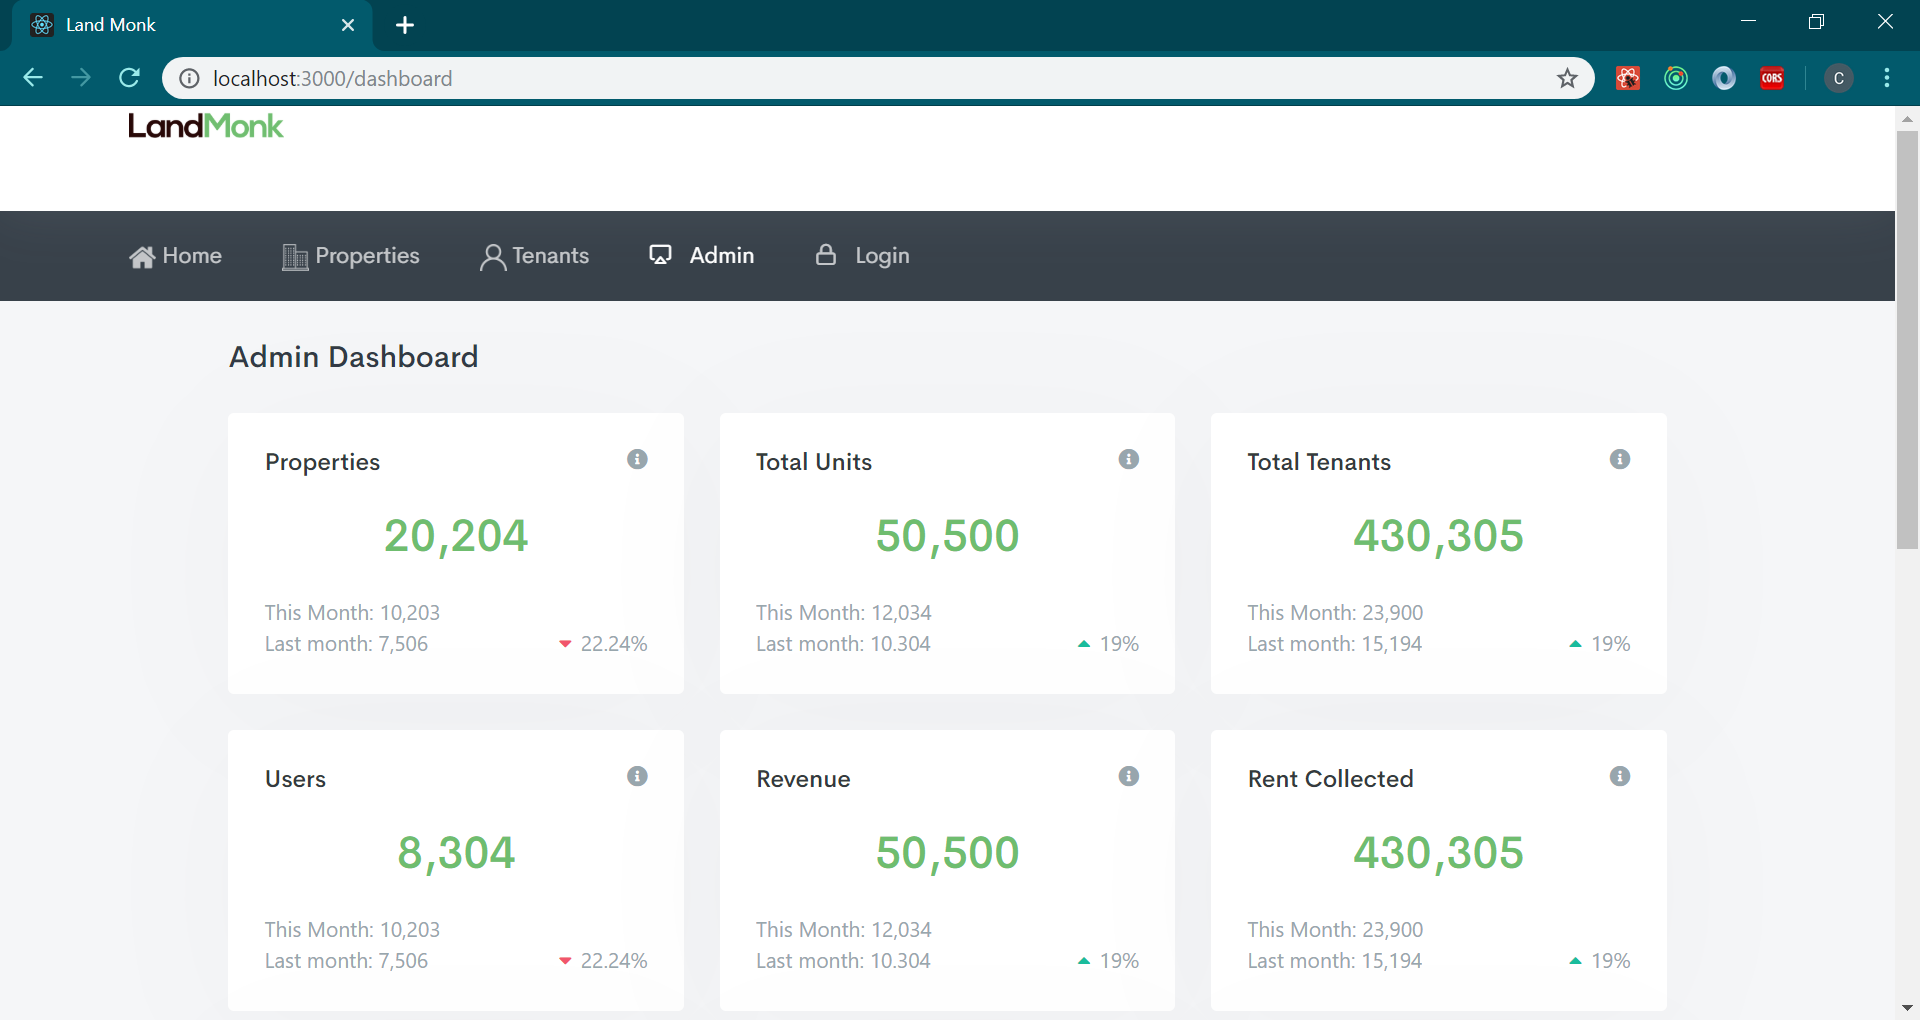 Land Monk
localhost:3000/dashboard
CORS
C
LandMonk
Home
Properties
Tenants
Admin
Login
Admin Dashboard
Properties
20,204
This Month: 10,203
Last month: 7,506
22.24%
Total Units
50,500
This Month: 12,034
Last month: 10.304
19%
Total Tenants
430,305
This Month: 23,900
Last month: 15,194
19%
Users
8,304
This Month: 10,203
Last month: 7,506
22.24%
Revenue
50,500
This Month: 12,034
Last month: 10.304
19%
Rent Collected
430,305
This Month: 23,900
Last month: 15,194
19%